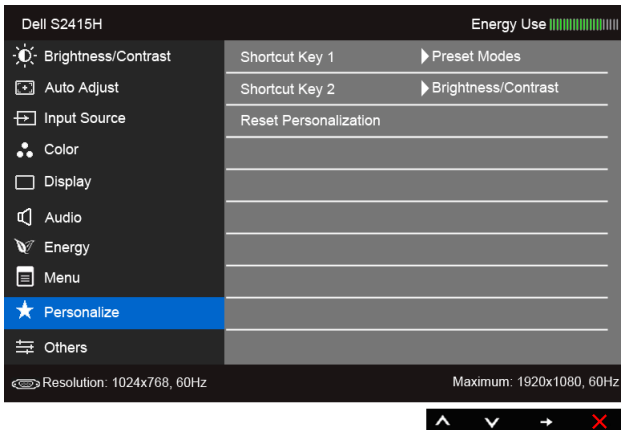 Dell S2415H Energy Use
Brightness/Contrast Shortcut Key 1 Preset Modes
Auto Adjust Shortcut Key 2 Brightness/Contrast
Input Source Reset Personalization
Color
Display
Audio
Energy
Menu
Personalize
Others
Resolution: 1024x768, 60Hz Maximum: 1920x1080, 60Hz